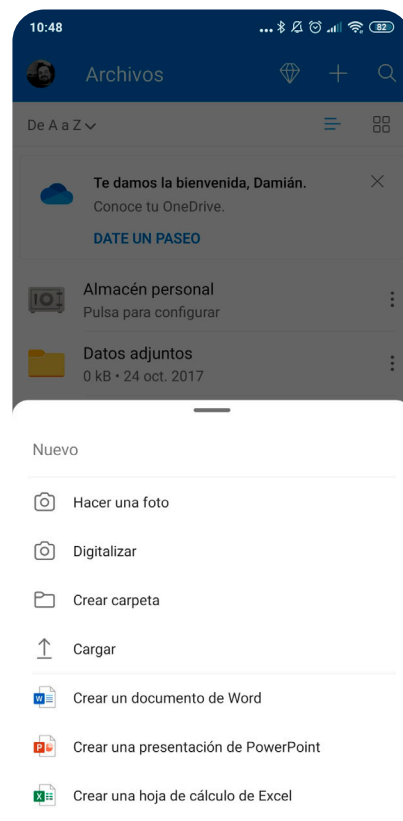 10:48
82
Archivos
De A a Z
Te damos la bienvenida, Damián.
Conoce tu OneDrive.
DATE UN PASEO
Almacén personal
Pulsa para configurar
Datos adjuntos
0 kB • 24 oct. 2017
Nuevo
Hacer una foto
Digitalizar
Crear carpeta
Cargar
Crear un documento de Word
Crear una presentación de PowerPoint
Crear una hoja de cálculo de Excel